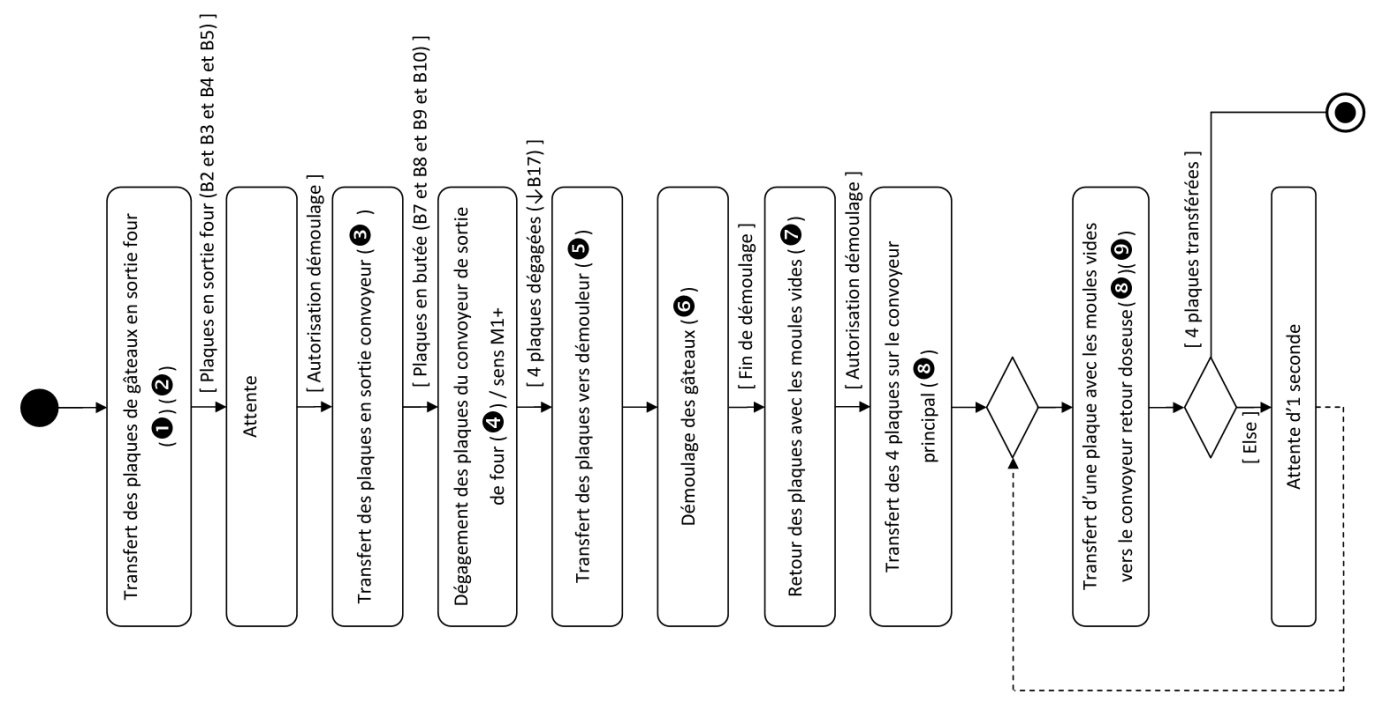 Transfert des plaques de gâteaux en sortie four
(❶) (❷)
[ Plaques en sortie four (B2 et B3 et B4 et B5) ]
Attente
[ Autorisation démoulage ]
Transfert des plaques en sortie convoyeur (❸ )
[ Plaques en butée (B7 et B8 et B9 et B10) ]
Dégagement des plaques du convoyeur de sortie
de four (❹) / sens M1+
[ 4 plaques dégagées (↓B17) ]
Transfert des plaques vers démouleur (❺)
Démoulage des gâteaux (❻)
[ Fin de démoulage ]
Retour des plaques avec les moules vides (❼)
[ Autorisation démoulage ]
Transfert des 4 plaques sur le convoyeur
principal (❽)
Transfert d’une plaque avec les moules vides
vers le convoyeur retour doseuse(❽)(❾)
[ 4 plaques transférées ]
[ Else ]
Attente d’1 seconde